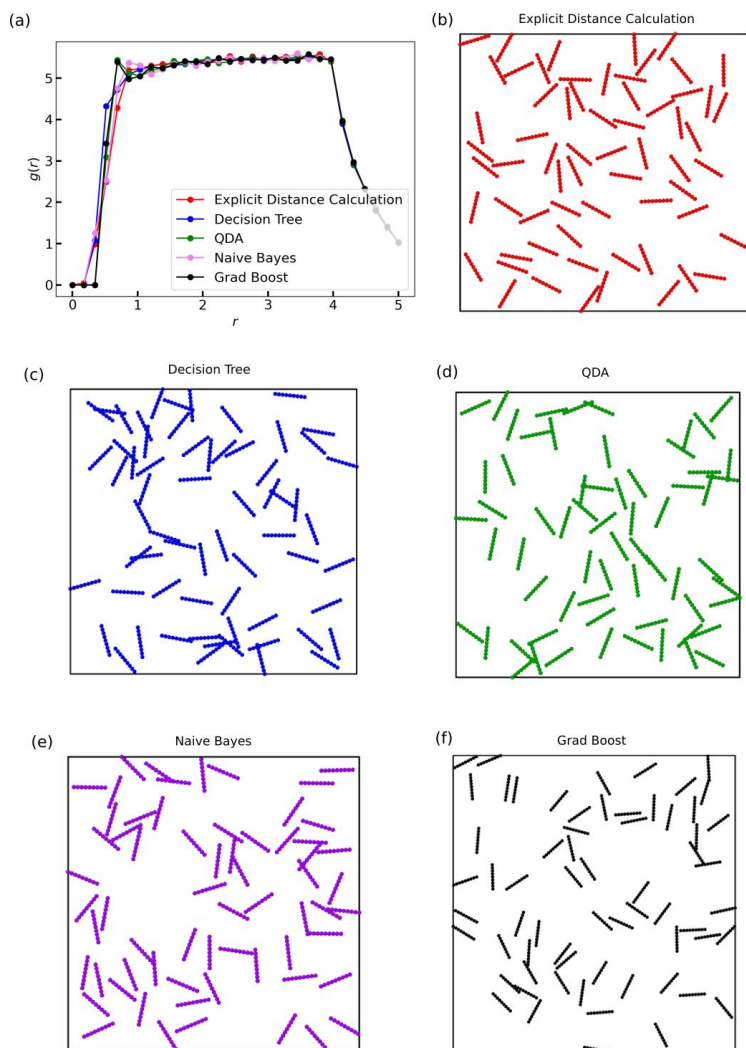 (a)
g(r)
5
4
3
2
1
0
0 1 2 3 4 5
r
Explicit Distance Calculation
Decision Tree
QDA
Naive Bayes
Grad Boost
(b) Explicit Distance Calculation
(c) Decision Tree
(d) QDA
(e) Naive Bayes
(f) Grad Boost